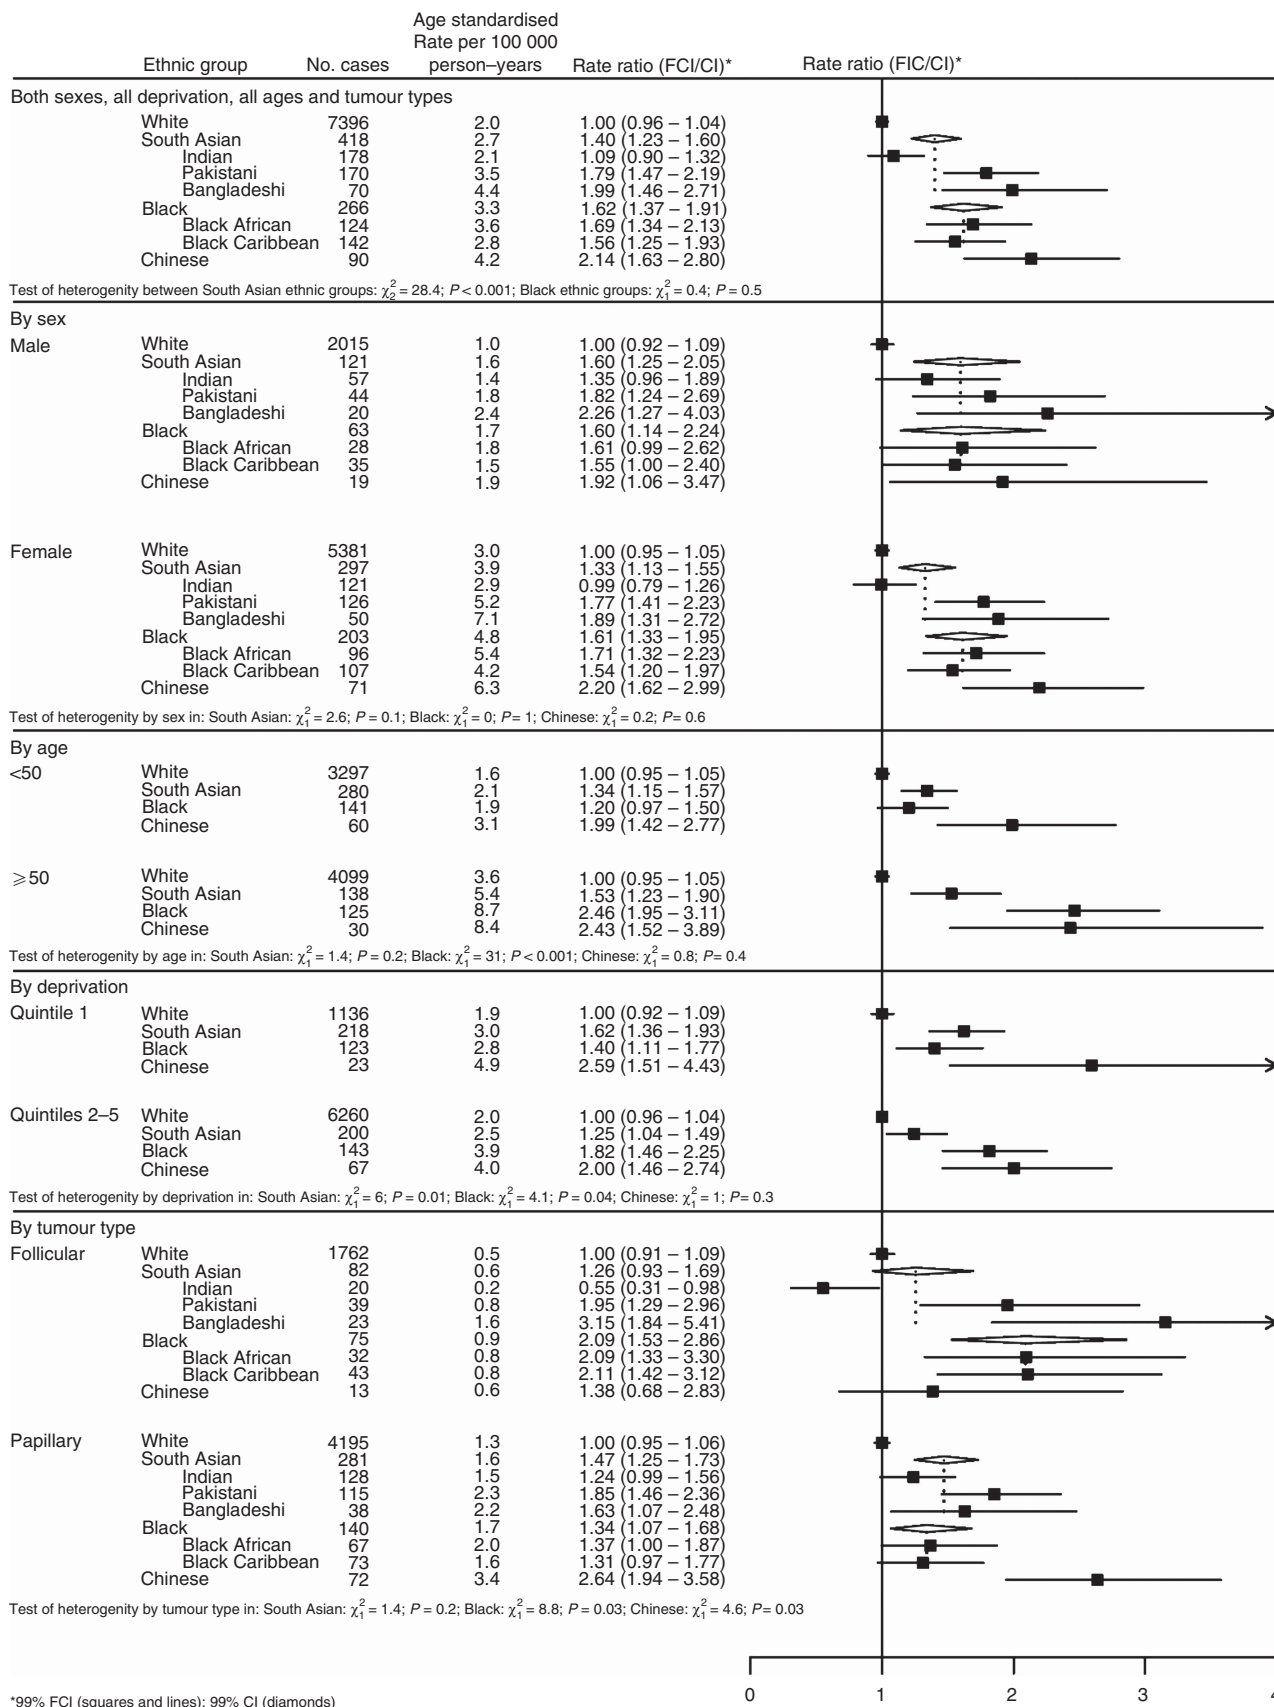 Age standardised
Rate per 100 000
Ethnic group No. cases person–years Rate ratio (FCI/CI)* Rate ratio (FIC/CI)*
Both sexes, all deprivation, all ages and tumour types
White 7396 2.0 1.00 (0.96 – 1.04)
South Asian 418 2.7 1.40 (1.23 – 1.60)
Indian 178 2.1 1.09 (0.90 – 1.32)
Pakistani 170 3.5 1.79 (1.47 – 2.19)
Bangladeshi 70 4.4 1.99 (1.46 – 2.71)
Black 266 3.3 1.62 (1.37 – 1.91)
Black African 124 3.6 1.69 (1.34 – 2.13)
Black Caribbean 142 2.8 1.56 (1.25 – 1.93)
Chinese 90 4.2 2.14 (1.63 – 2.80)
Test of heterogenity between South Asian ethnic groups: χ²₂ = 28.4; P < 0.001; Black ethnic groups: χ²₁ = 0.4; P = 0.5
By sex
Male White 2015 1.0 1.00 (0.92 – 1.09)
South Asian 121 1.6 1.60 (1.25 – 2.05)
Indian 57 1.4 1.35 (0.96 – 1.89)
Pakistani 44 1.8 1.82 (1.24 – 2.69)
Bangladeshi 20 2.4 2.26 (1.27 – 4.03)
Black 63 1.7 1.60 (1.14 – 2.24)
Black African 28 1.8 1.61 (0.99 – 2.62)
Black Caribbean 35 1.5 1.55 (1.00 – 2.40)
Chinese 19 1.9 1.92 (1.06 – 3.47)
Female White 5381 3.0 1.00 (0.95 – 1.05)
South Asian 297 3.9 1.33 (1.13 – 1.55)
Indian 121 2.9 0.99 (0.79 – 1.26)
Pakistani 126 5.2 1.77 (1.41 – 2.23)
Bangladeshi 50 7.1 1.89 (1.31 – 2.72)
Black 203 4.8 1.61 (1.33 – 1.95)
Black African 96 5.4 1.71 (1.32 – 2.23)
Black Caribbean 107 4.2 1.54 (1.20 – 1.97)
Chinese 71 6.3 2.20 (1.62 – 2.99)
Test of heterogenity by sex in: South Asian: χ²₁ = 2.6; P = 0.1; Black: χ²₁ = 0; P = 1; Chinese: χ²₁ = 0.2; P = 0.6
By age
<50 White 3297 1.6 1.00 (0.95 – 1.05)
South Asian 280 2.1 1.34 (1.15 – 1.57)
Black 141 1.9 1.20 (0.97 – 1.50)
Chinese 60 3.1 1.99 (1.42 – 2.77)
⩾50 White 4099 3.6 1.00 (0.95 – 1.05)
South Asian 138 5.4 1.53 (1.23 – 1.90)
Black 125 8.7 2.46 (1.95 – 3.11)
Chinese 30 8.4 2.43 (1.52 – 3.89)
Test of heterogenity by age in: South Asian: χ²₁ = 1.4; P = 0.2; Black: χ²₁ = 31; P < 0.001; Chinese: χ²₁ = 0.8; P = 0.4
By deprivation
Quintile 1 White 1136 1.9 1.00 (0.92 – 1.09)
South Asian 218 3.0 1.62 (1.36 – 1.93)
Black 123 2.8 1.40 (1.11 – 1.77)
Chinese 23 4.9 2.59 (1.51 – 4.43)
Quintiles 2–5 White 6260 2.0 1.00 (0.96 – 1.04)
South Asian 200 2.5 1.25 (1.04 – 1.49)
Black 143 3.9 1.82 (1.46 – 2.25)
Chinese 67 4.0 2.00 (1.46 – 2.74)
Test of heterogenity by deprivation in: South Asian: χ²₁ = 6; P = 0.01; Black: χ²₁ = 4.1; P = 0.04; Chinese: χ²₁ = 1; P = 0.3
By tumour type
Follicular White 1762 0.5 1.00 (0.91 – 1.09)
South Asian 82 0.6 1.26 (0.93 – 1.69)
Indian 20 0.2 0.55 (0.31 – 0.98)
Pakistani 39 0.8 1.95 (1.29 – 2.96)
Bangladeshi 23 1.6 3.15 (1.84 – 5.41)
Black 75 0.9 2.09 (1.53 – 2.86)
Black African 32 0.8 2.09 (1.33 – 3.30)
Black Caribbean 43 0.8 2.11 (1.42 – 3.12)
Chinese 13 0.6 1.38 (0.68 – 2.83)
Papillary White 4195 1.3 1.00 (0.95 – 1.06)
South Asian 281 1.6 1.47 (1.25 – 1.73)
Indian 128 1.5 1.24 (0.99 – 1.56)
Pakistani 115 2.3 1.85 (1.46 – 2.36)
Bangladeshi 38 2.2 1.63 (1.07 – 2.48)
Black 140 1.7 1.34 (1.07 – 1.68)
Black African 67 2.0 1.37 (1.00 – 1.87)
Black Caribbean 73 1.6 1.31 (0.97 – 1.77)
Chinese 72 3.4 2.64 (1.94 – 3.58)
Test of heterogenity by tumour type in: South Asian: χ²₁ = 1.4; P = 0.2; Black: χ²₁ = 8.8; P = 0.03; Chinese: χ²₁ = 4.6; P = 0.03
0 1 2 3 4
*99% FCI (squares and lines); 99% CI (diamonds)